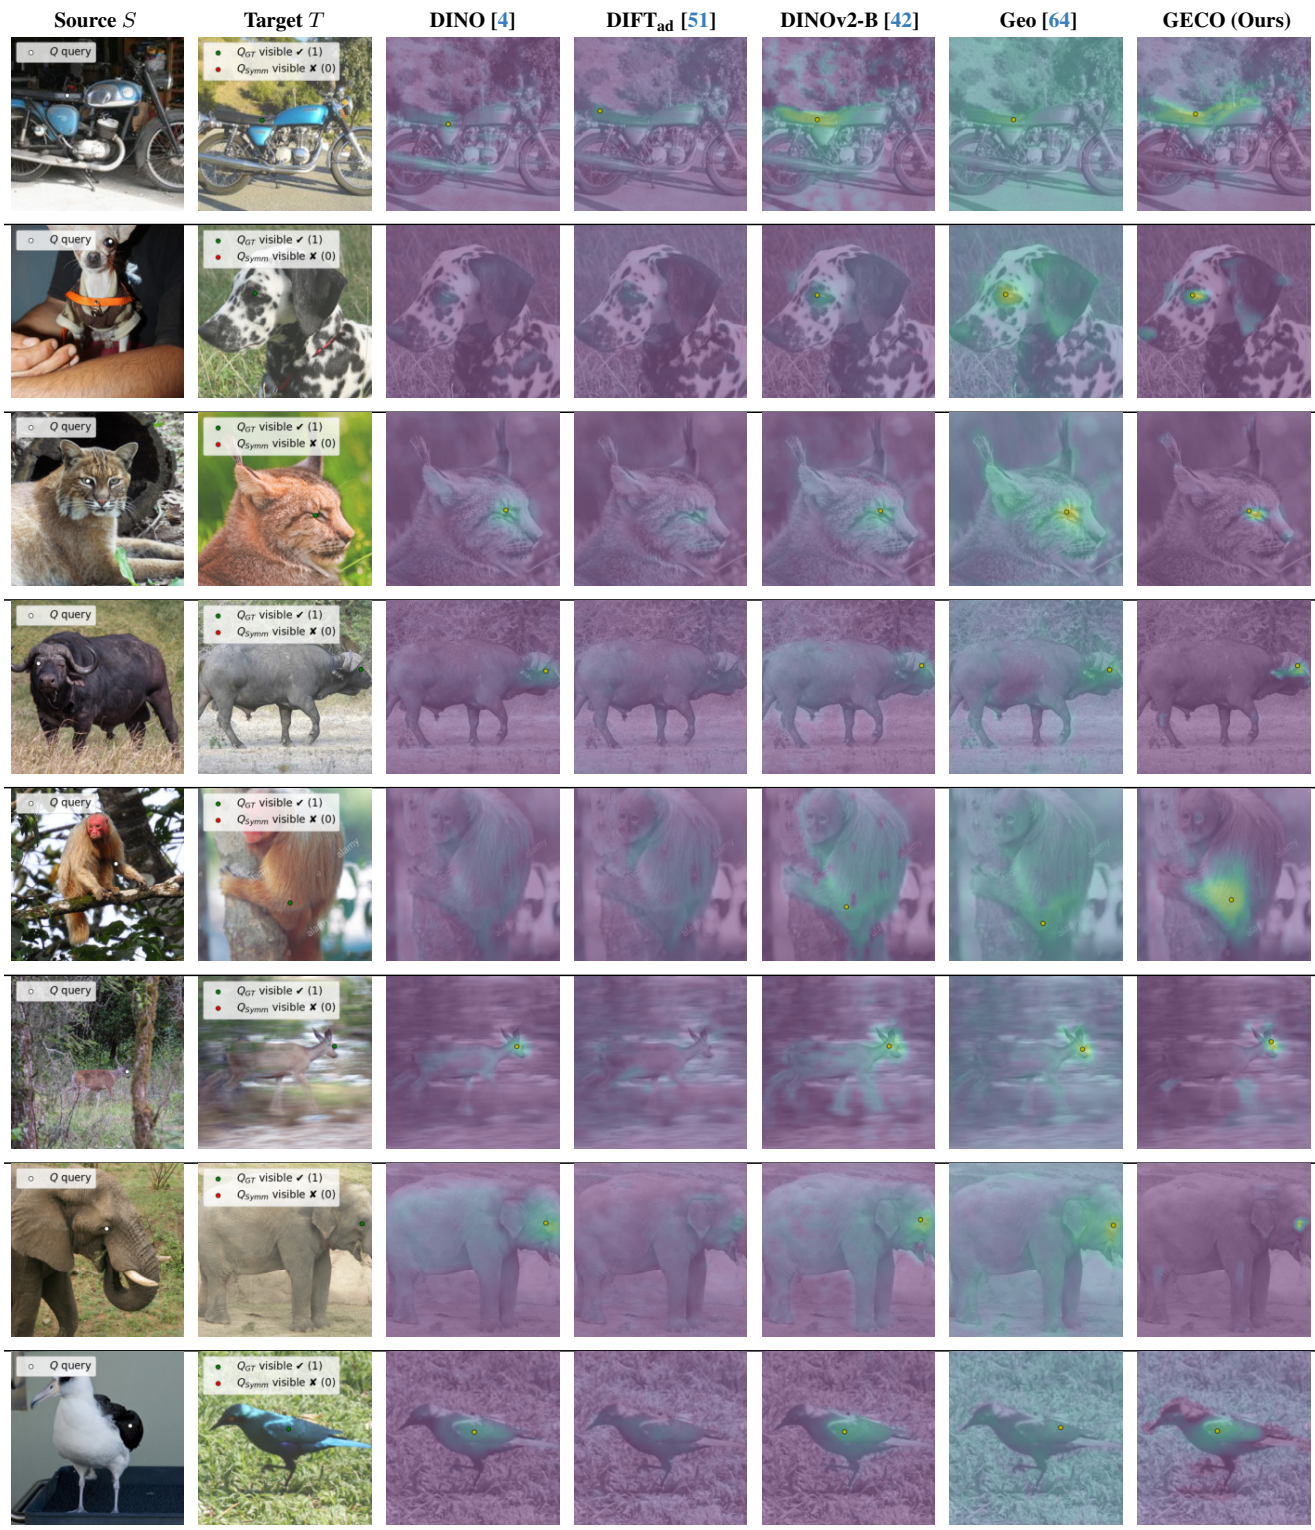 Source S Target T DINO [4] DIFTad [51] DINOv2-B [42] Geo [64] GECO (Ours)
Q query
QGT visible ✔ (1)
QSymm visible ✘ (0)
Q query
QGT visible ✔ (1)
QSymm visible ✘ (0)
Q query
QGT visible ✔ (1)
QSymm visible ✘ (0)
Q query
QGT visible ✔ (1)
QSymm visible ✘ (0)
Q query
QGT visible ✔ (1)
QSymm visible ✘ (0)
alamy
alamy
Q query
QGT visible ✔ (1)
QSymm visible ✘ (0)
Q query
QGT visible ✔ (1)
QSymm visible ✘ (0)
Q query
QGT visible ✔ (1)
QSymm visible ✘ (0)